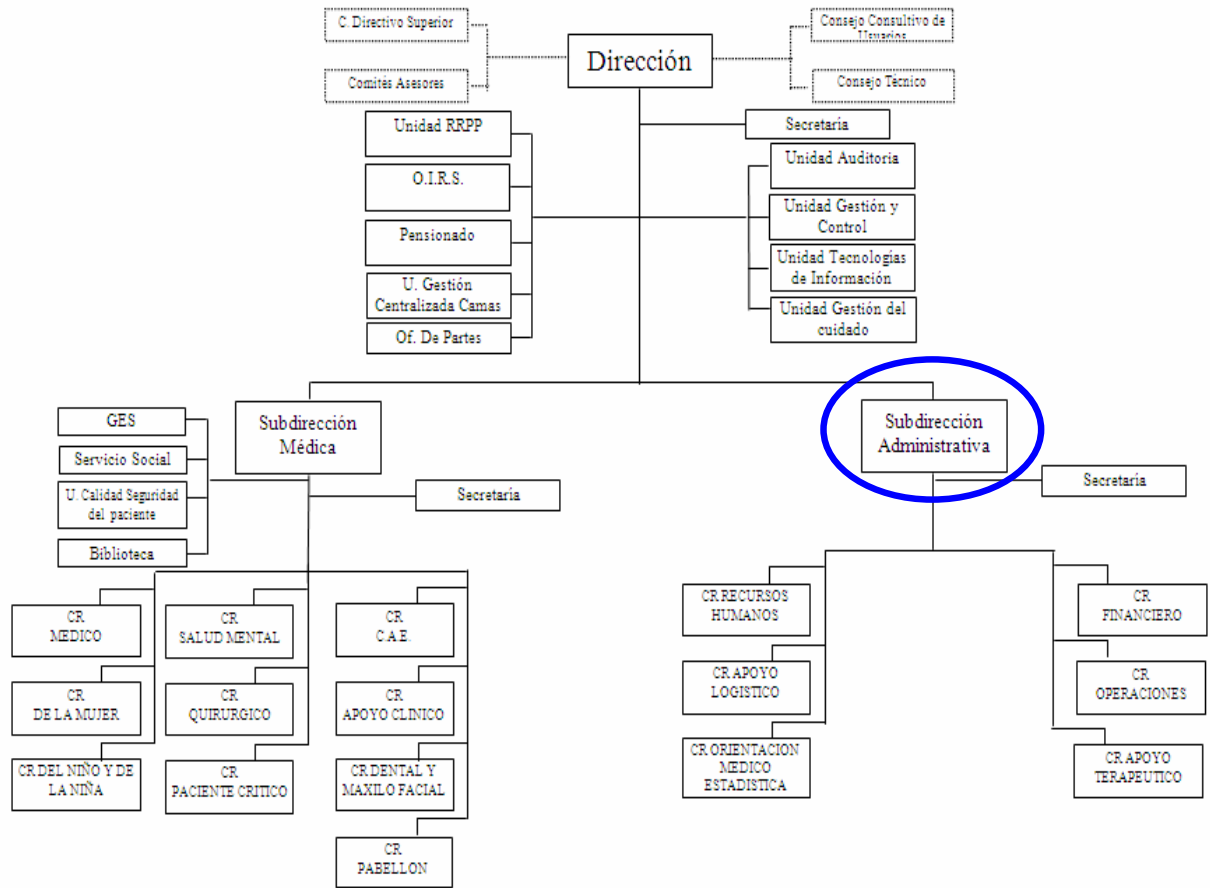 C. Directivo Superior
Comités Asesores
Dirección
Consejo Consultivo de
Usuarios
Consejo Técnico
Secretaría
Unidad RRPP
O.I.R.S.
Pensionado
U. Gestión
Centralizada Camas
Of. De Partes
Unidad Auditoria
Unidad Gestión y
Control
Unidad Tecnologías
de Información
Unidad Gestión del
cuidado
Subdirección
Médica
GES
Servicio Social
U. Calidad Seguridad
del paciente
Biblioteca
Secretaría
CR
MEDICO
CR
DE LA MUJER
CR DEL NIÑO Y DE
LA NIÑA
CR
SALUD MENTAL
CR
QUIRURGICO
CR
PACIENTE CRITICO
CR
C.A.E.
CR
APOYO CLINICO
CR DENTAL Y
MAXILO FACIAL
CR
PABELLON
Subdirección
Administrativa
Secretaría
CR RECURSOS
HUMANOS
CR APOYO
LOGISTICO
CR ORIENTACION
MEDICO
ESTADISTICA
CR
FINANCIERO
CR
OPERACIONES
CR APOYO
TERAPEUTICO